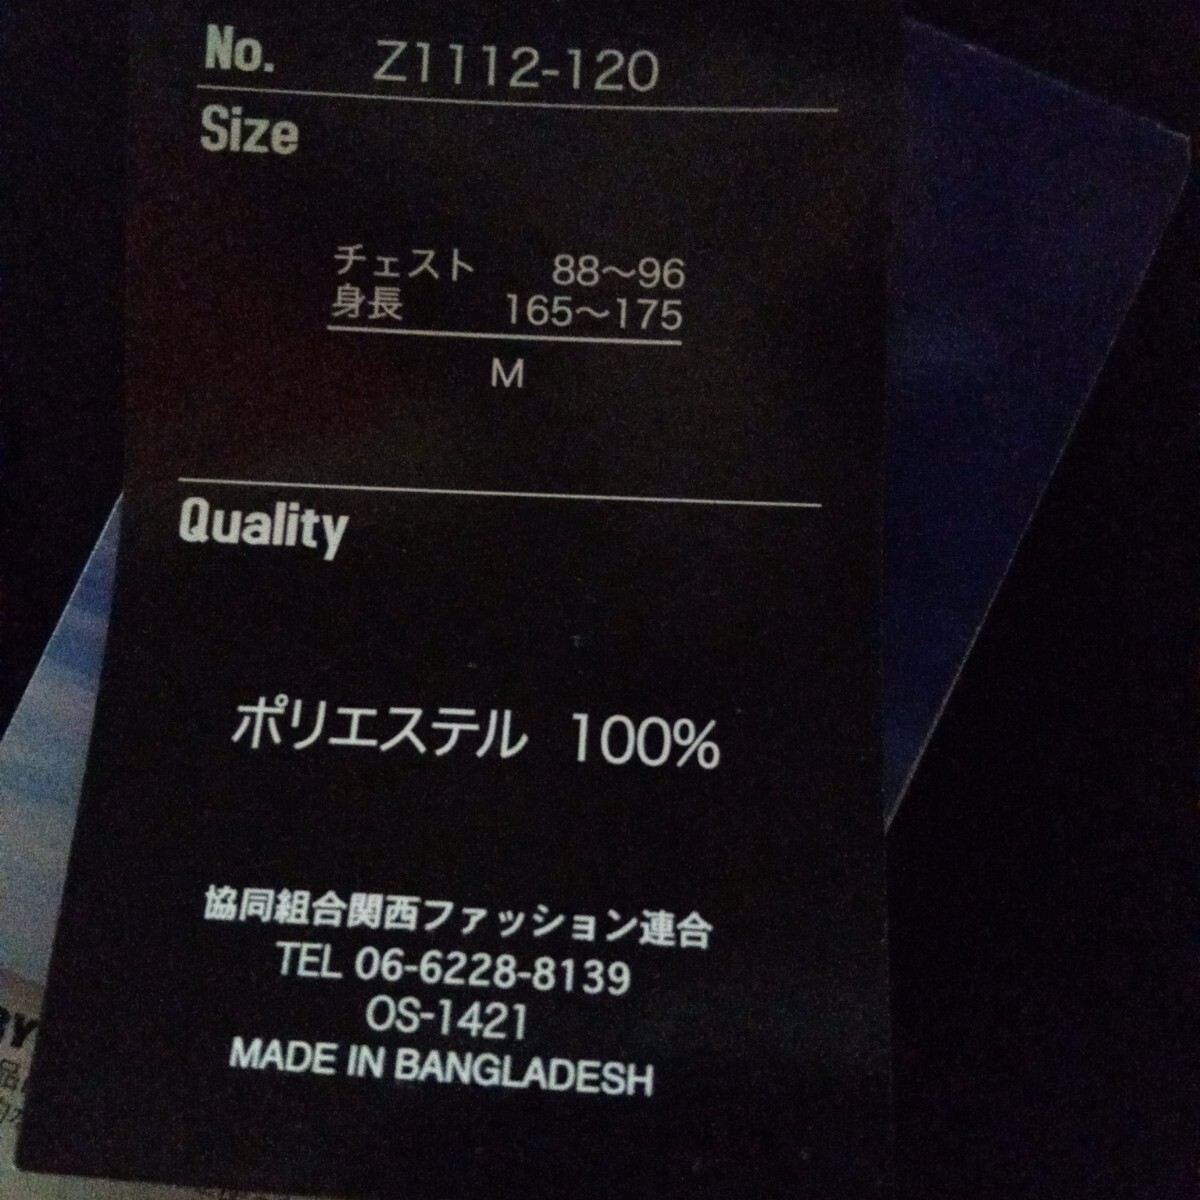 No. Z1112-120
Size
チェスト 88〜96
身長 165〜175
M
Quality
ポリエステル 100%
協同組合関西ファッション連合
TEL 06-6228-8139
OS-1421
MADE IN BANGLADESH
BY
品